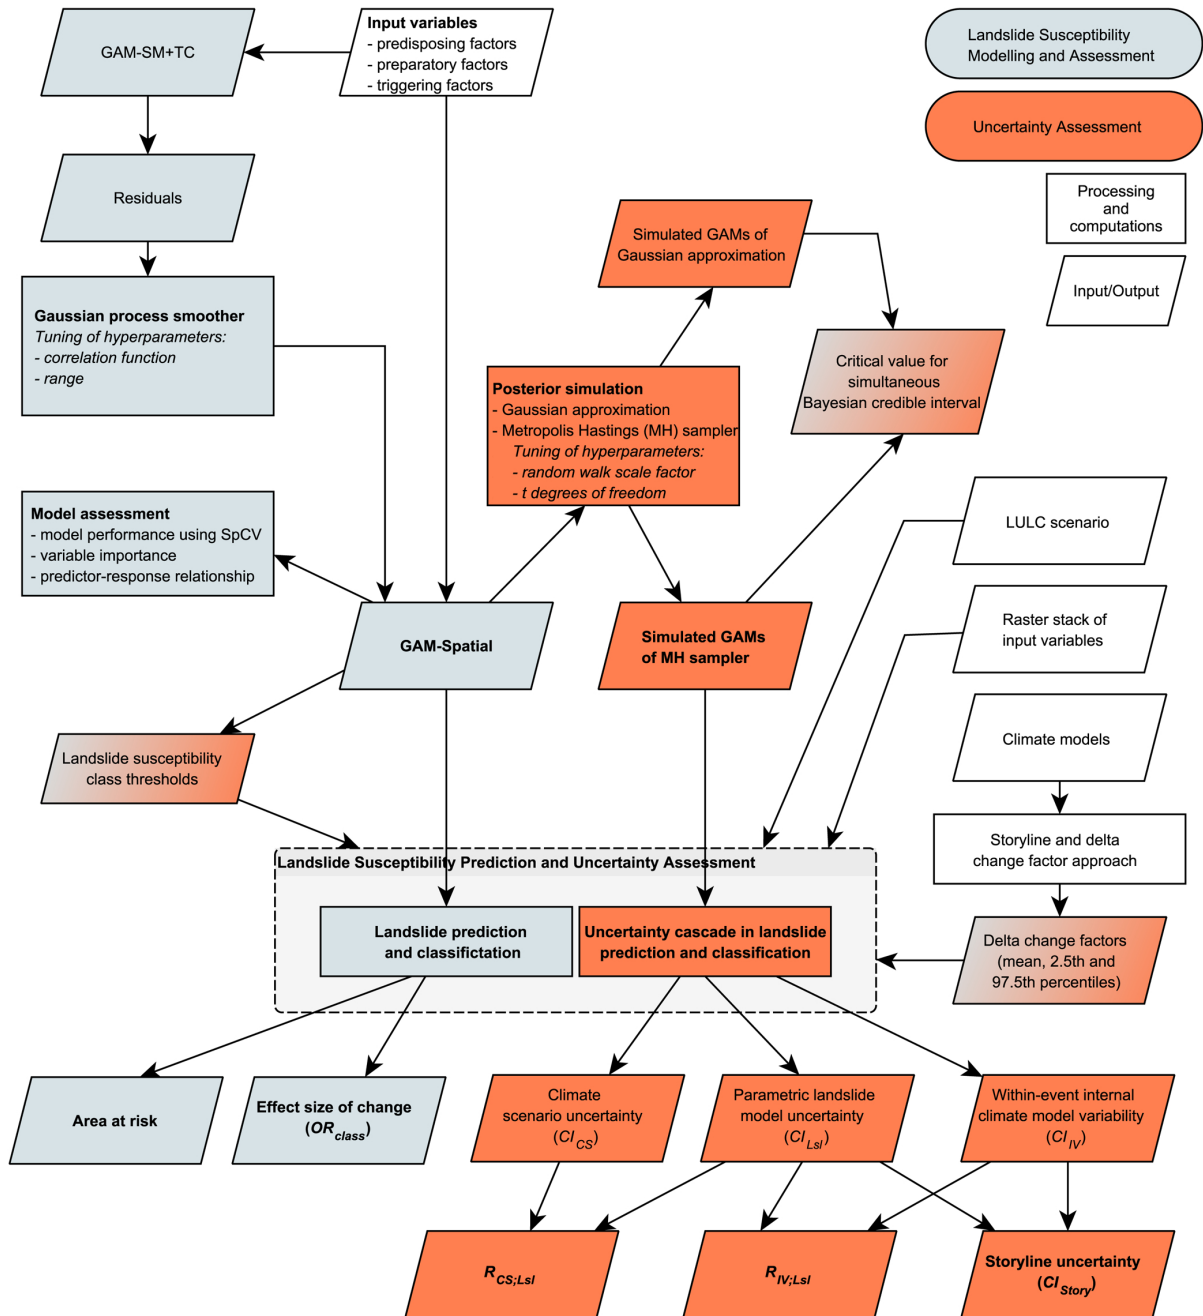 GAM-SM+TC
Input variables
- predisposing factors
- preparatory factors
- triggering factors
Landslide Susceptibility
Modelling and Assessment
Uncertainty Assessment
Processing
and
computations
Input/Output
Residuals
Gaussian process smoother
Tuning of hyperparameters:
- correlation function
- range
Simulated GAMs of
Gaussian approximation
Critical value for
simultaneous
Bayesian credible interval
Posterior simulation
- Gaussian approximation
- Metropolis Hastings (MH) sampler
Tuning of hyperparameters:
- random walk scale factor
- t degrees of freedom
Model assessment
- model performance using SpCV
- variable importance
- predictor-response relationship
LULC scenario
GAM-Spatial
Simulated GAMs
of MH sampler
Raster stack of
input variables
Climate models
Landslide susceptibility
class thresholds
Storyline and delta
change factor approach
Landslide Susceptibility Prediction and Uncertainty Assessment
Landslide prediction
and classifictation
Uncertainty cascade in landslide
prediction and classification
Delta change factors
(mean, 2.5th and
97.5th percentiles)
Area at risk
Effect size of change
(OR class)
Climate
scenario uncertainty
(CI CS)
Parametric landslide
model uncertainty
(CI Lsl)
Within-event internal
climate model variability
(CI IV)
R CS;Lsl
R IV;Lsl
Storyline uncertainty
(CI Story)